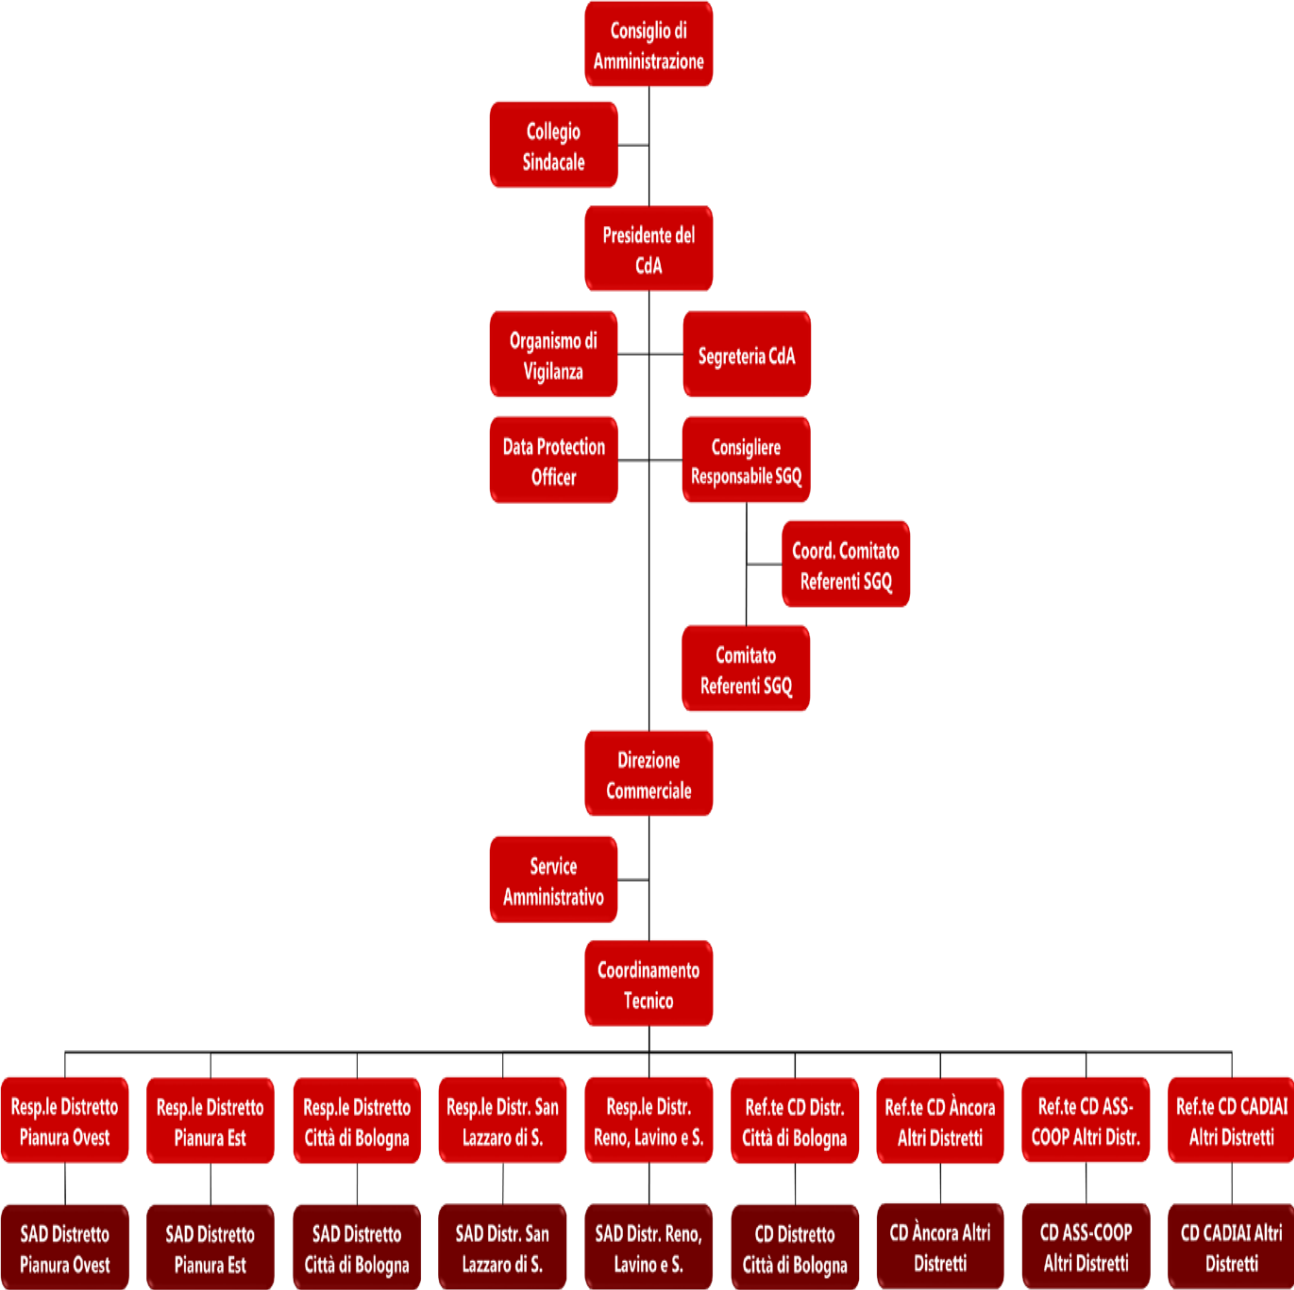 Consiglio di
Amministrazione
Collegio
Sindacale
Presidente del
CdA
Organismo di
Vigilanza
Segreteria CdA
Data Protection
Officer
Consigliere
Responsabile SGQ
Coord. Comitato
Referenti SGQ
Comitato
Referenti SGQ
Direzione
Commerciale
Service
Amministrativo
Coordinamento
Tecnico
Resp.le Distretto
Pianura Ovest
Resp.le Distretto
Pianura Est
Resp.le Distretto
Città di Bologna
Resp.le Distr. San
Lazzaro di S.
Resp.le Distr.
Reno, Lavino e S.
Ref.te CD Distr.
Città di Bologna
Ref.te CD Àncora
Altri Distretti
Ref.te CD ASS-
COOP Altri Distr.
Ref.te CD CADIAI
Altri Distretti
SAD Distretto
Pianura Ovest
SAD Distretto
Pianura Est
SAD Distretto
Città di Bologna
SAD Distr. San
Lazzaro di S.
SAD Distr. Reno,
Lavino e S.
CD Distretto
Città di Bologna
CD Àncora Altri
Distretti
CD ASS-COOP
Altri Distretti
CD CADIAI Altri
Distretti